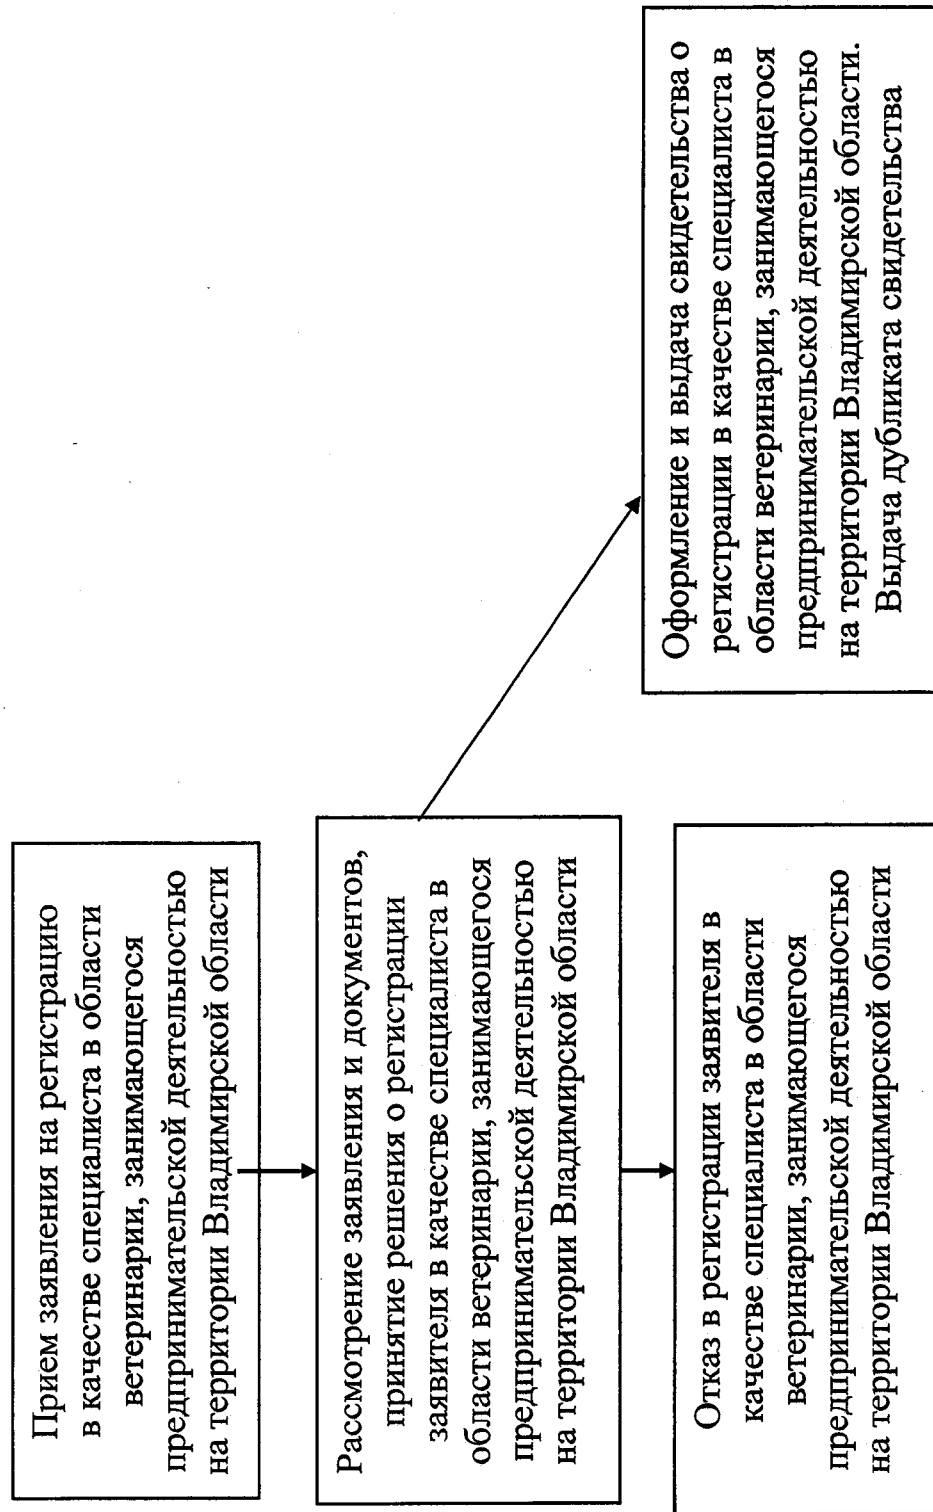 Прием заявления на регистрацию
в качестве специалиста в области
ветеринарии, занимающегося
предпринимательской деятельностью
на территории Владимирской области
Рассмотрение заявления и документов,
принятие решения о регистрации
заявителя в качестве специалиста в
области ветеринарии, занимающегося
предпринимательской деятельностью
на территории Владимирской области
Отказ в регистрации заявителя в
качестве специалиста в области
ветеринарии, занимающегося
предпринимательской деятельностью
на территории Владимирской области
Оформление и выдача свидетельства о
регистрации в качестве специалиста в
области ветеринарии, занимающегося
предпринимательской деятельностью
на территории Владимирской области.
Выдача дубликата свидетельства